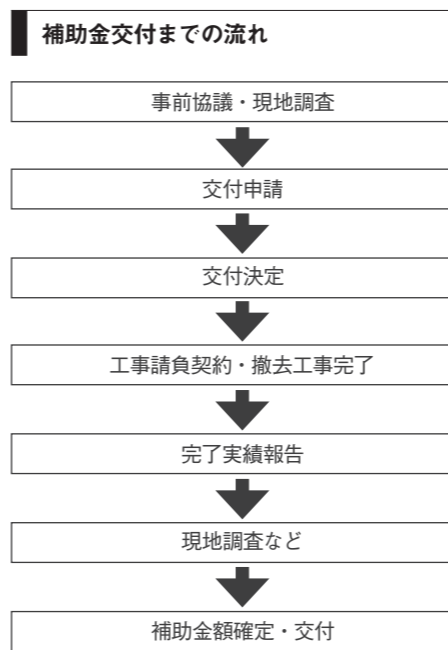 補助金交付までの流れ
事前協議・現地調査
交付申請
交付決定
工事請負契約・撤去工事完了
完了実績報告
現地調査など
補助金額確定・交付